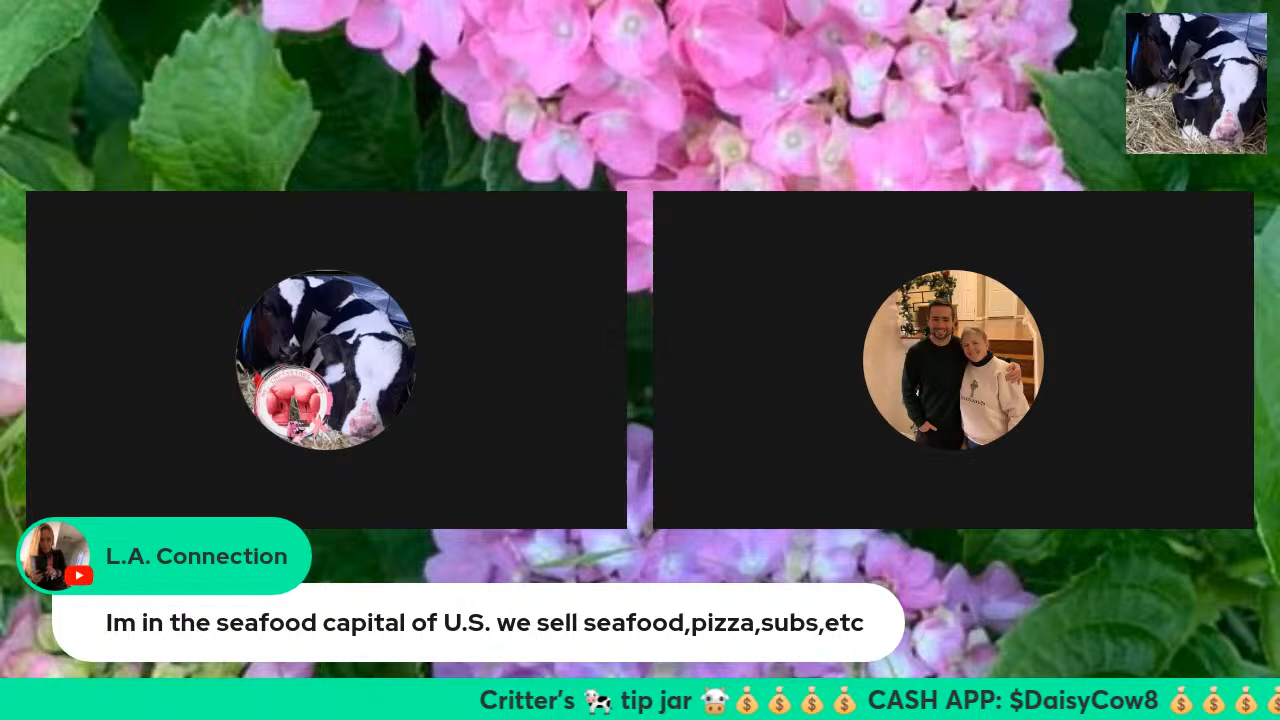 L.A. Connection
Im in the seafood capital of U.S. we sell seafood,pizza,subs,etc
Critter's 🐄 tip jar 🐮💰💰💰💰 CASH APP: $DaisyCow8 💰💰💰💰